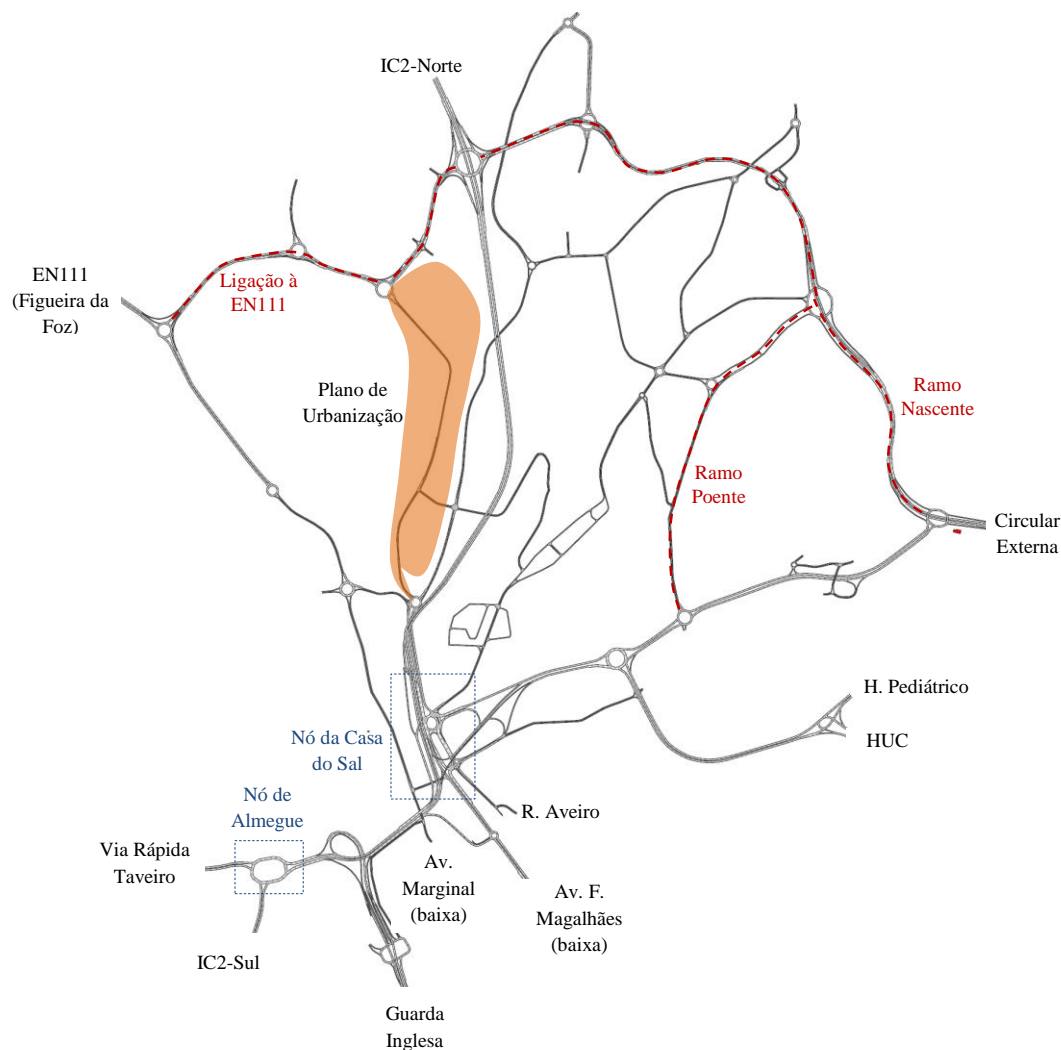 IC2-Norte
EN111
(Figueira da
Foz)
Ligação à
EN111
Plano de
Urbanização
Ramo
Nascente
Ramo
Poente
Circular
Externa
H. Pediátrico
HUC
Nó da Casa
do Sal
Nó de
Almegue
R. Aveiro
Via Rápida
Taveiro
Av.
Marginal
(baixa)
Av. F.
Magalhães
(baixa)
IC2-Sul
Guarda
Inglesa